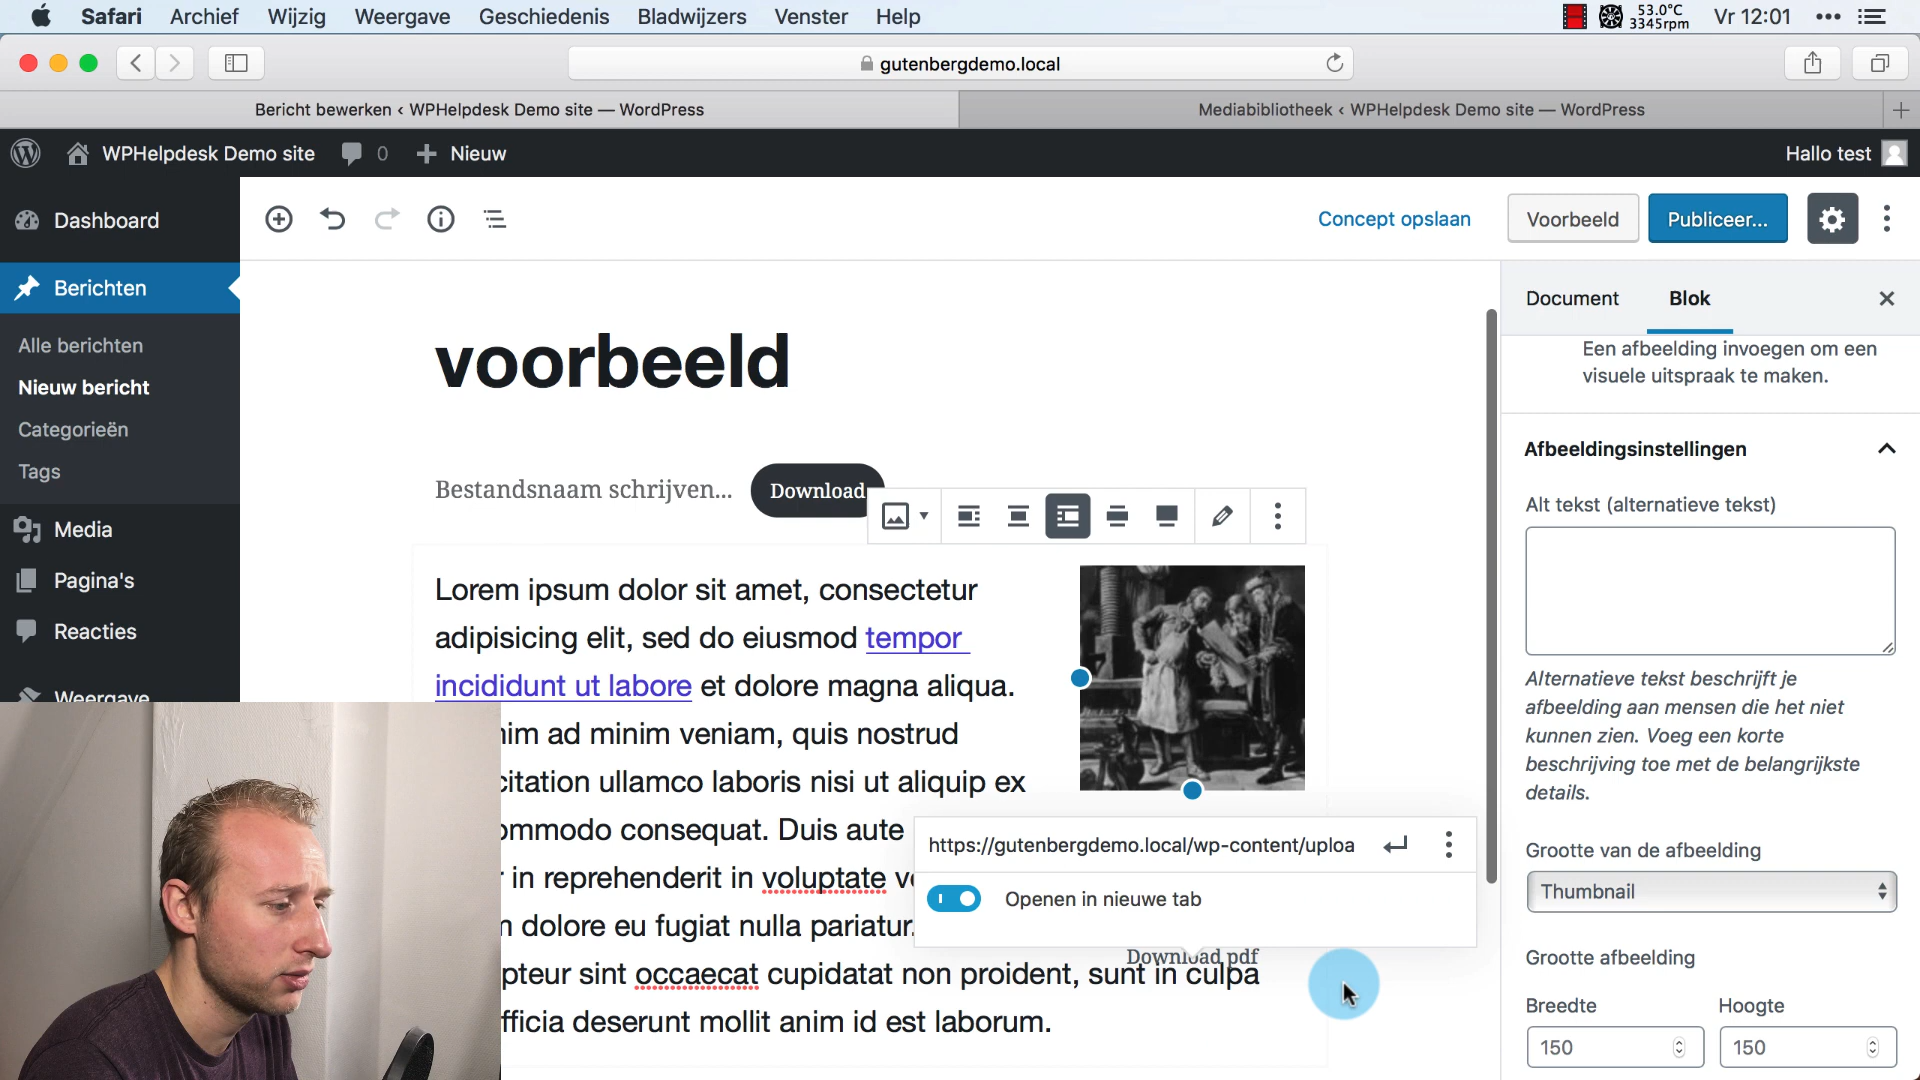 Safari Archief Wijzig Weergave Geschiedenis Bladwijzers Venster Help 53.0°C 3345rpm Vr 12:01
gutenbergdemo.local
Bericht bewerken ‹ WPHelpdesk Demo site — WordPress
Mediabibliotheek ‹ WPHelpdesk Demo site — WordPress
WPHelpdesk Demo site 0 Nieuw Hallo test
Dashboard
Berichten
Alle berichten
Nieuw bericht
Categorieën
Tags
Media
Pagina's
Reacties
Weergave
Concept opslaan Voorbeeld Publiceer...
voorbeeld
Bestandsnaam schrijven... Download
Lorem ipsum dolor sit amet, consectetur
adipisicing elit, sed do eiusmod tempor
incididunt ut labore et dolore magna aliqua.
ad minim veniam, quis nostrud
ullamco laboris nisi ut aliquip ex
consequat. Duis aute
in reprehenderit in voluptate
dolore eu fugiat nulla pariatur.
sint occaecat cupidatat non proident, sunt in culpa
deserunt mollit anim id est laborum.
https://gutenbergdemo.local/wp-content/uploa
Openen in nieuwe tab
Download pdf
Document Blok
Een afbeelding invoegen om een
visuele uitspraak te maken.
Afbeeldingsinstellingen
Alt tekst (alternatieve tekst)
Alternatieve tekst beschrijft je
afbeelding aan mensen die het niet
kunnen zien. Voeg een korte
beschrijving toe met de belangrijkste
details.
Grootte van de afbeelding
Thumbnail
Grootte afbeelding
Breedte Hoogte
150 150